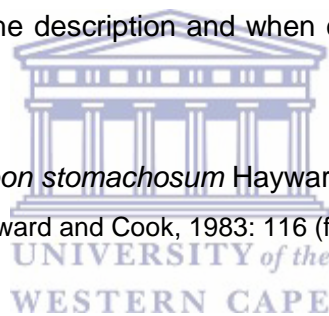 ne description and when
on stomachosum Haywar
ward and Cook, 1983: 116 (f
UNIVERSITY of the
WESTERN CAPE